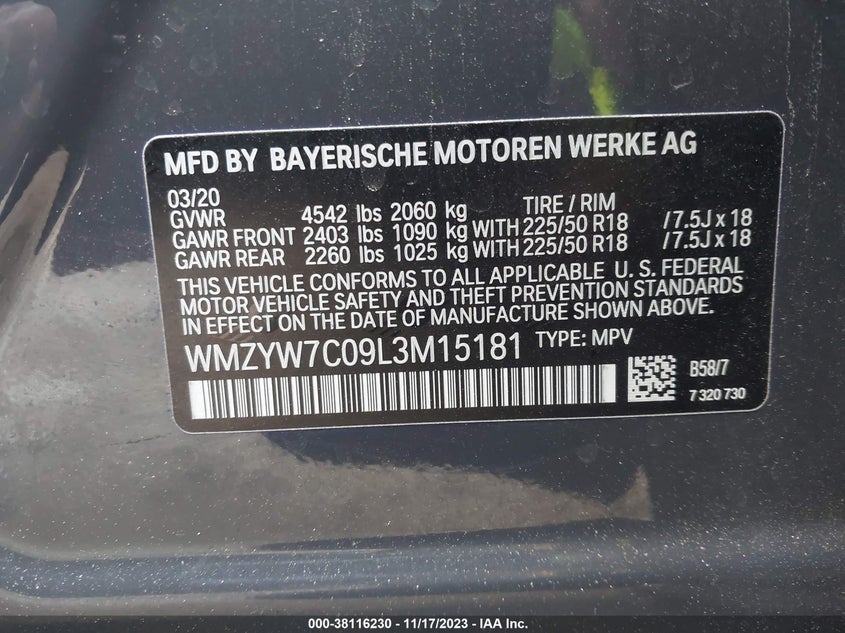 MFD BY BAYERISCHE MOTOREN WERKE AG
03/20 TIRE / RIM
GVWR 4542 lbs 2060 kg
GAWR FRONT 2403 lbs 1090 kg WITH 225/50 R18 / 7.5J x 18
GAWR REAR 2260 lbs 1025 kg WITH 225/50 R18 / 7.5J x 18
THIS VEHICLE CONFORMS TO ALL APPLICABLE U. S. FEDERAL
MOTOR VEHICLE SAFETY AND THEFT PREVENTION STANDARDS
IN EFFECT ON THE DATE OF MANUFACTURE SHOWN ABOVE.
WMZYW7C09L3M15181 TYPE: MPV
B58/7
7 320 730
000-38116230 - 11/17/2023 - IAA Inc.